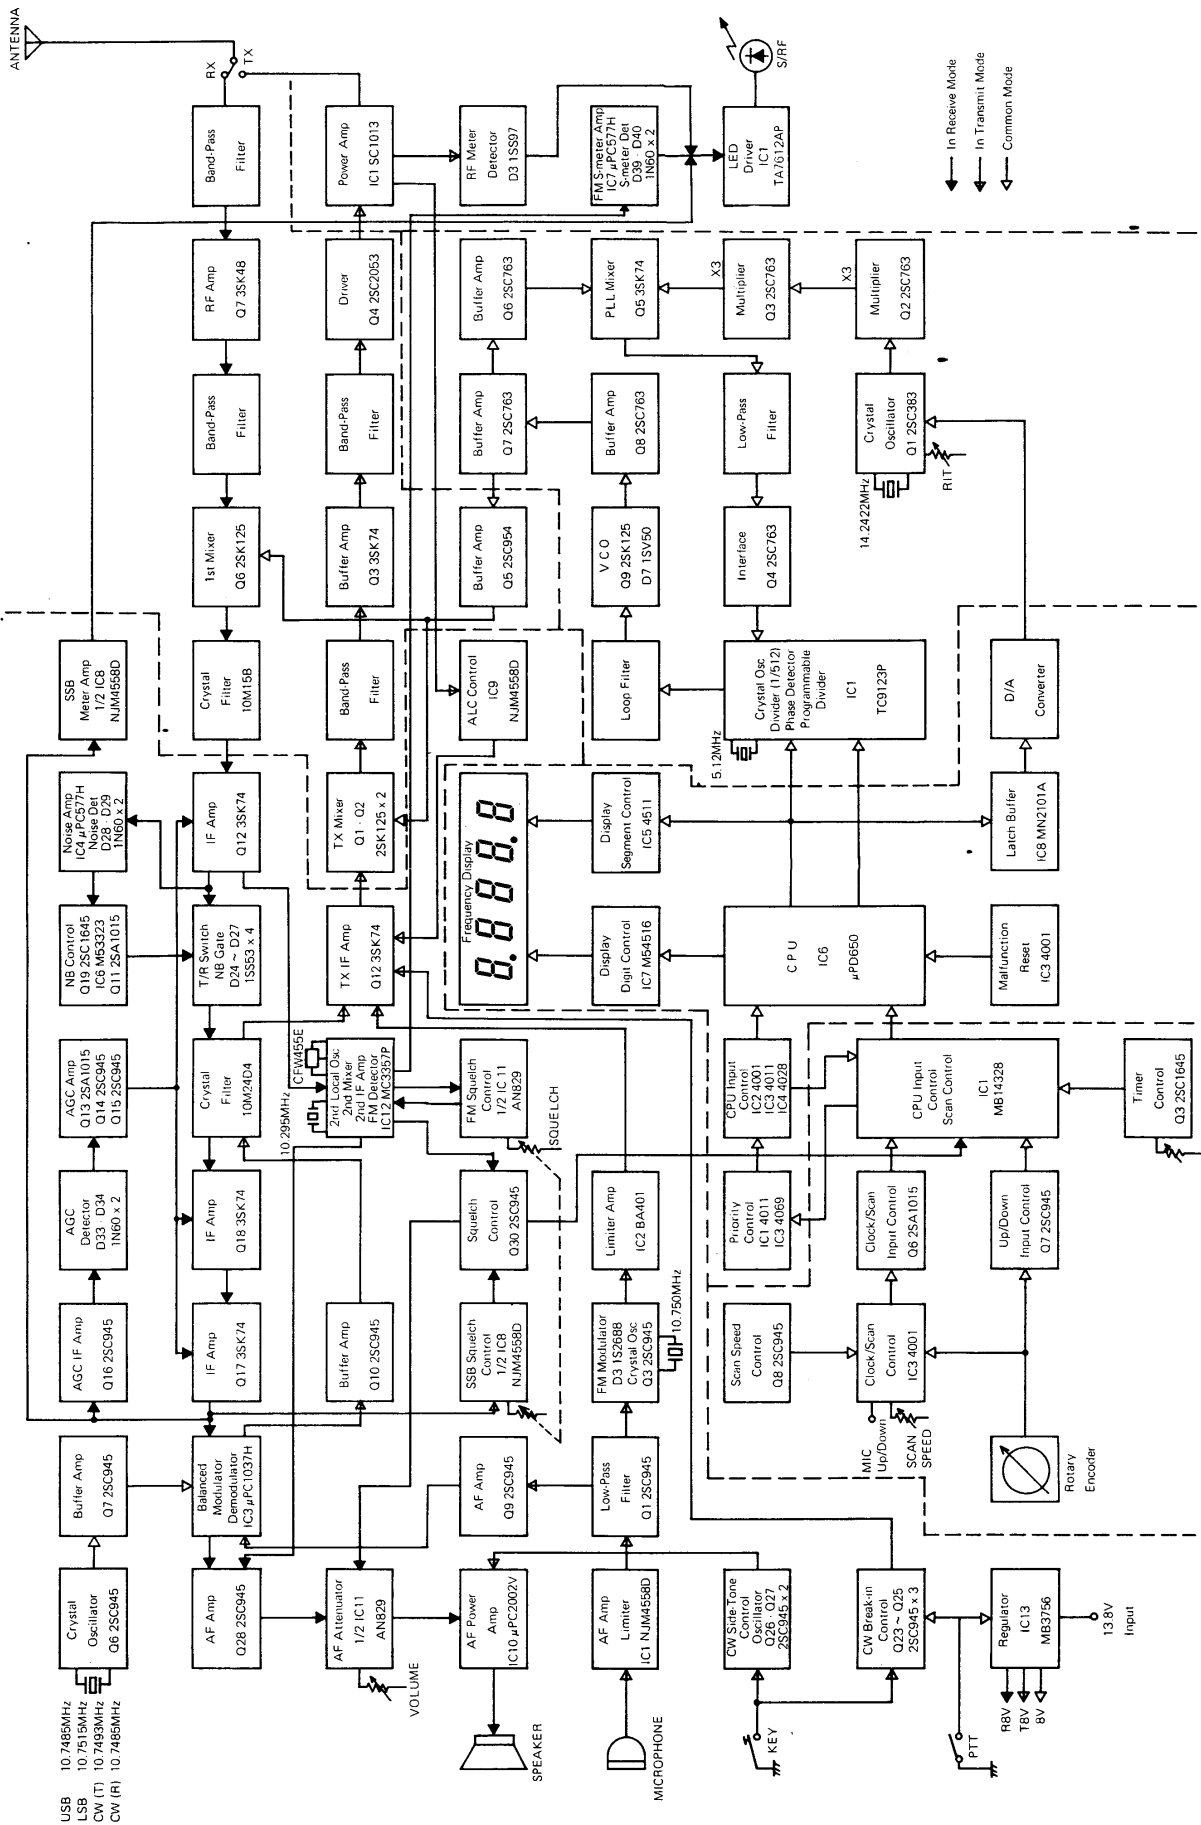 USB 10.7485MHz
LSB 10.7515MHz
CW (T) 10.7493MHz
CW (R) 10.7485MHz
Crystal
Oscillator
Q6 2SC945
Buffer Amp
Q7 2SC945
AGC IF Amp
Q16 2SC945
AGC
Detector
D33 · D34
1N60 x 2
AGC Amp
Q13 2SA1015
Q14 2SC945
Q15 2SC945
NB Control
Q19 2SC1645
IC6 M53323
Q11 2SA1015
Noise Amp
IC4 µPC577H
Noise Det
D28 · D29
1N60 x 2
SSB
Meter Amp
1/2 IC8
NJM4558D
ANTENNA
AF Amp
Q28 2SC945
Balanced
Modulator
Demodulator
IC3 µPC1037H
IF Amp
Q17 3SK74
IF Amp
Q18 3SK74
Crystal
Filter
10M24D4
T/R Switch
NB Gate
D24 ~ D27
1SS53 x 4
IF Amp
Q12 3SK74
Crystal
Filter
10M15B
1st Mixer
Q6 2SK125
Band-Pass
Filter
RF Amp
Q7 3SK48
Band-Pass
Filter
RX
TX
VOLUME
AF Attenuator
1/2 IC11
AN829
Buffer Amp
Q10 2SC945
10.295MHz
CFW455E
2nd Local Osc
2nd Mixer
2nd IF Amp
FM Detector
IC12 MC3357P
TX IF Amp
Q12 3SK74
TX Mixer
Q1 · Q2
2SK125 x 2
Band-Pass
Filter
Buffer Amp
Q3 3SK74
Band-Pass
Filter
Driver
Q4 2SC2053
Power Amp
IC1 SC1013
SPEAKER
AF Power
Amp
IC10 µPC2002V
AF Amp
Q9 2SC945
SSB Squelch
Control
1/2 IC8
NJM4558D
Squelch
Control
Q30 2SC945
FM Squelch
Control
1/2 IC 11
AN829
SQUELCH
Frequency Display
8.888.8
ALC Control
IC9
NJM4558D
Buffer Amp
Q5 2SC954
Buffer Amp
Q7 2SC763
Buffer Amp
Q6 2SC763
RF Meter
Detector
D3 1SS97
MICROPHONE
AF Amp
Limiter
IC1 NJM4558D
Low-Pass
Filter
Q1 2SC945
FM Modulator
D3 1S2688
Crystal Osc
Q3 2SC945
10.750MHz
Limiter Amp
IC2 BA401
Display
Digit Control
IC7 M54516
Display
Segment Control
IC5 4511
Loop Filter
V C O
Q9 2SK125
D7 1SV50
Buffer Amp
Q8 2SC763
PLL Mixer
Q5 3SK74
FM S-meter Amp
IC7 µPC577H
S-meter Det
D39 · D40
1N60 x 2
KEY
CW Side-Tone
Control
Oscillator
Q26 · Q27
2SC945 x 2
Scan Speed
Control
Q8 2SC945
Priority
Control
IC1 4011
IC3 4069
CPU Input
Control
IC2 4001
IC3 4011
IC4 4028
C P U
IC6
µPD650
5.12MHz
Crystal Osc
Divider (1/512)
Phase Detector
Programmable
Divider
IC1
TC9123P
Interface
Q4 2SC763
Low-Pass
Filter
X3
Multiplier
Q3 2SC763
LED
Driver
IC1
TA7612AP
S/RF
CW Break-in
Control
Q23 ~ Q25
2SC945 x 3
MIC
Up/Down
SCAN
SPEED
Clock/Scan
Control
IC3 4001
Clock/Scan
Input Control
Q6 2SA1015
CPU Input
Control
Scan Control
IC1
MB14328
14.2422MHz
Crystal
Oscillator
Q1 2SC383
RIT
X3
Multiplier
Q2 2SC763
PTT
R8V
T8V
8V
Regulator
IC13
MB3756
13.8V
Input
Rotary
Encoder
Up/Down
Input Control
Q7 2SC945
Timer
Control
Q3 2SC1645
Malfunction
Reset
IC3 4001
Latch Buffer
IC8 MN2101A
D/A
Converter
In Receive Mode
In Transmit Mode
Common Mode